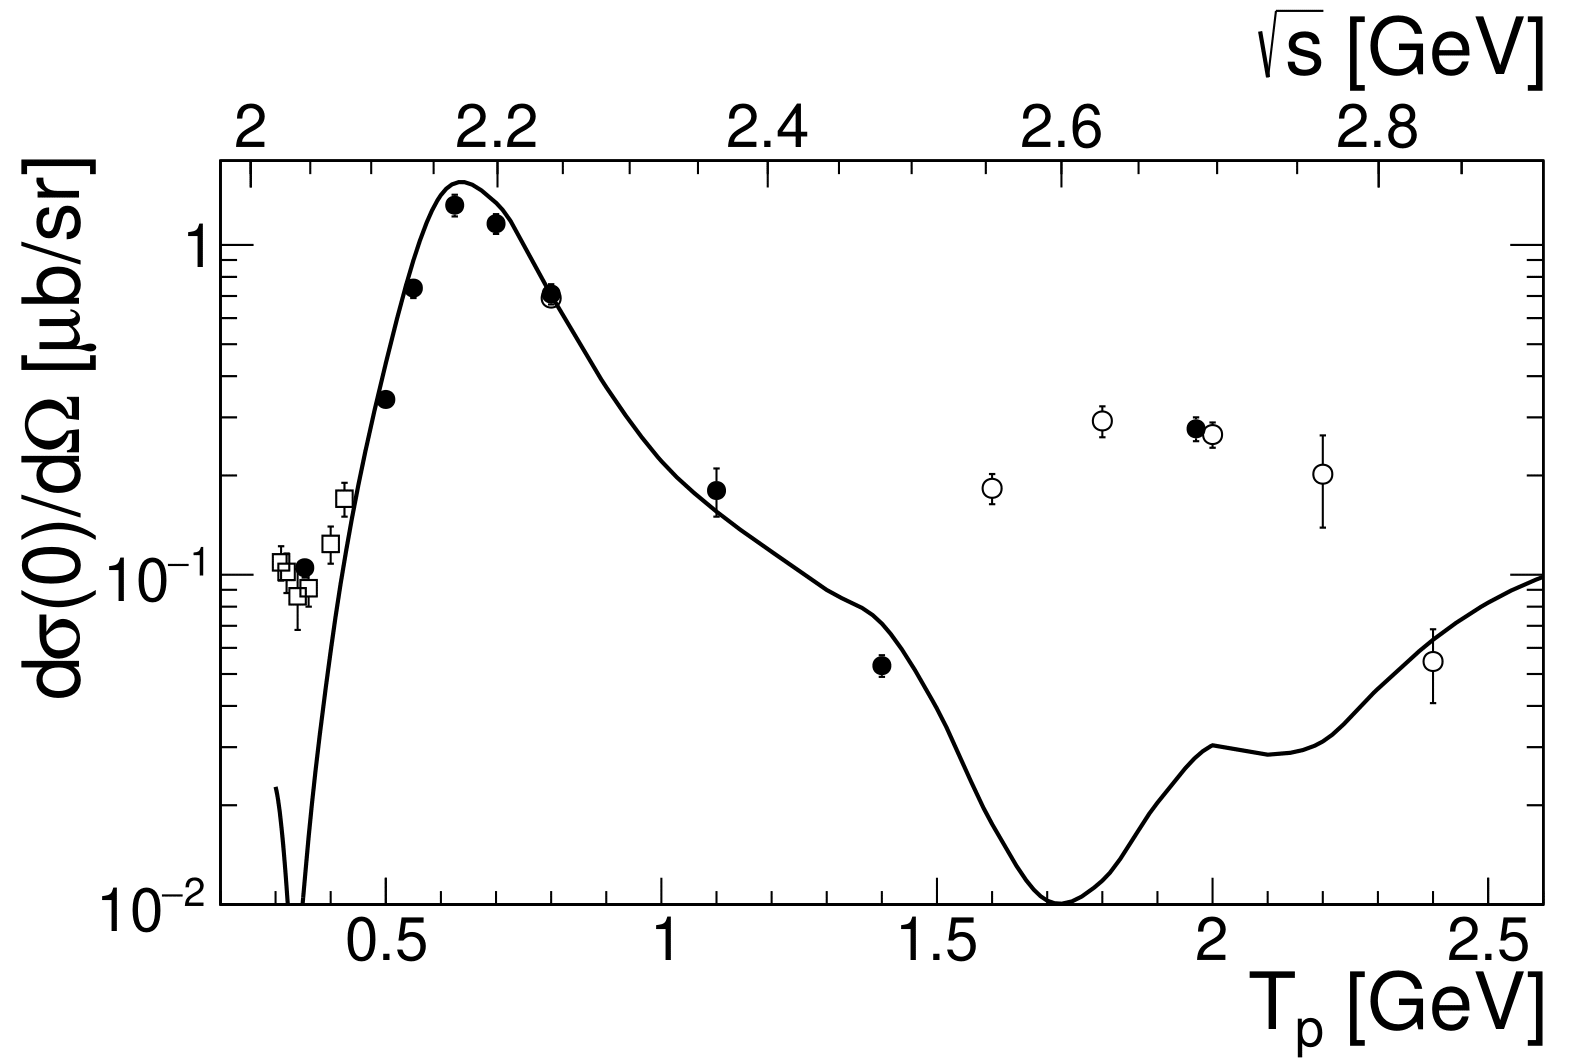 √s [GeV]
2 2.2 2.4 2.6 2.8
dσ(0)/dΩ [μb/sr]
1
10⁻¹
10⁻²
0.5 1 1.5 2 2.5
Tₚ [GeV]